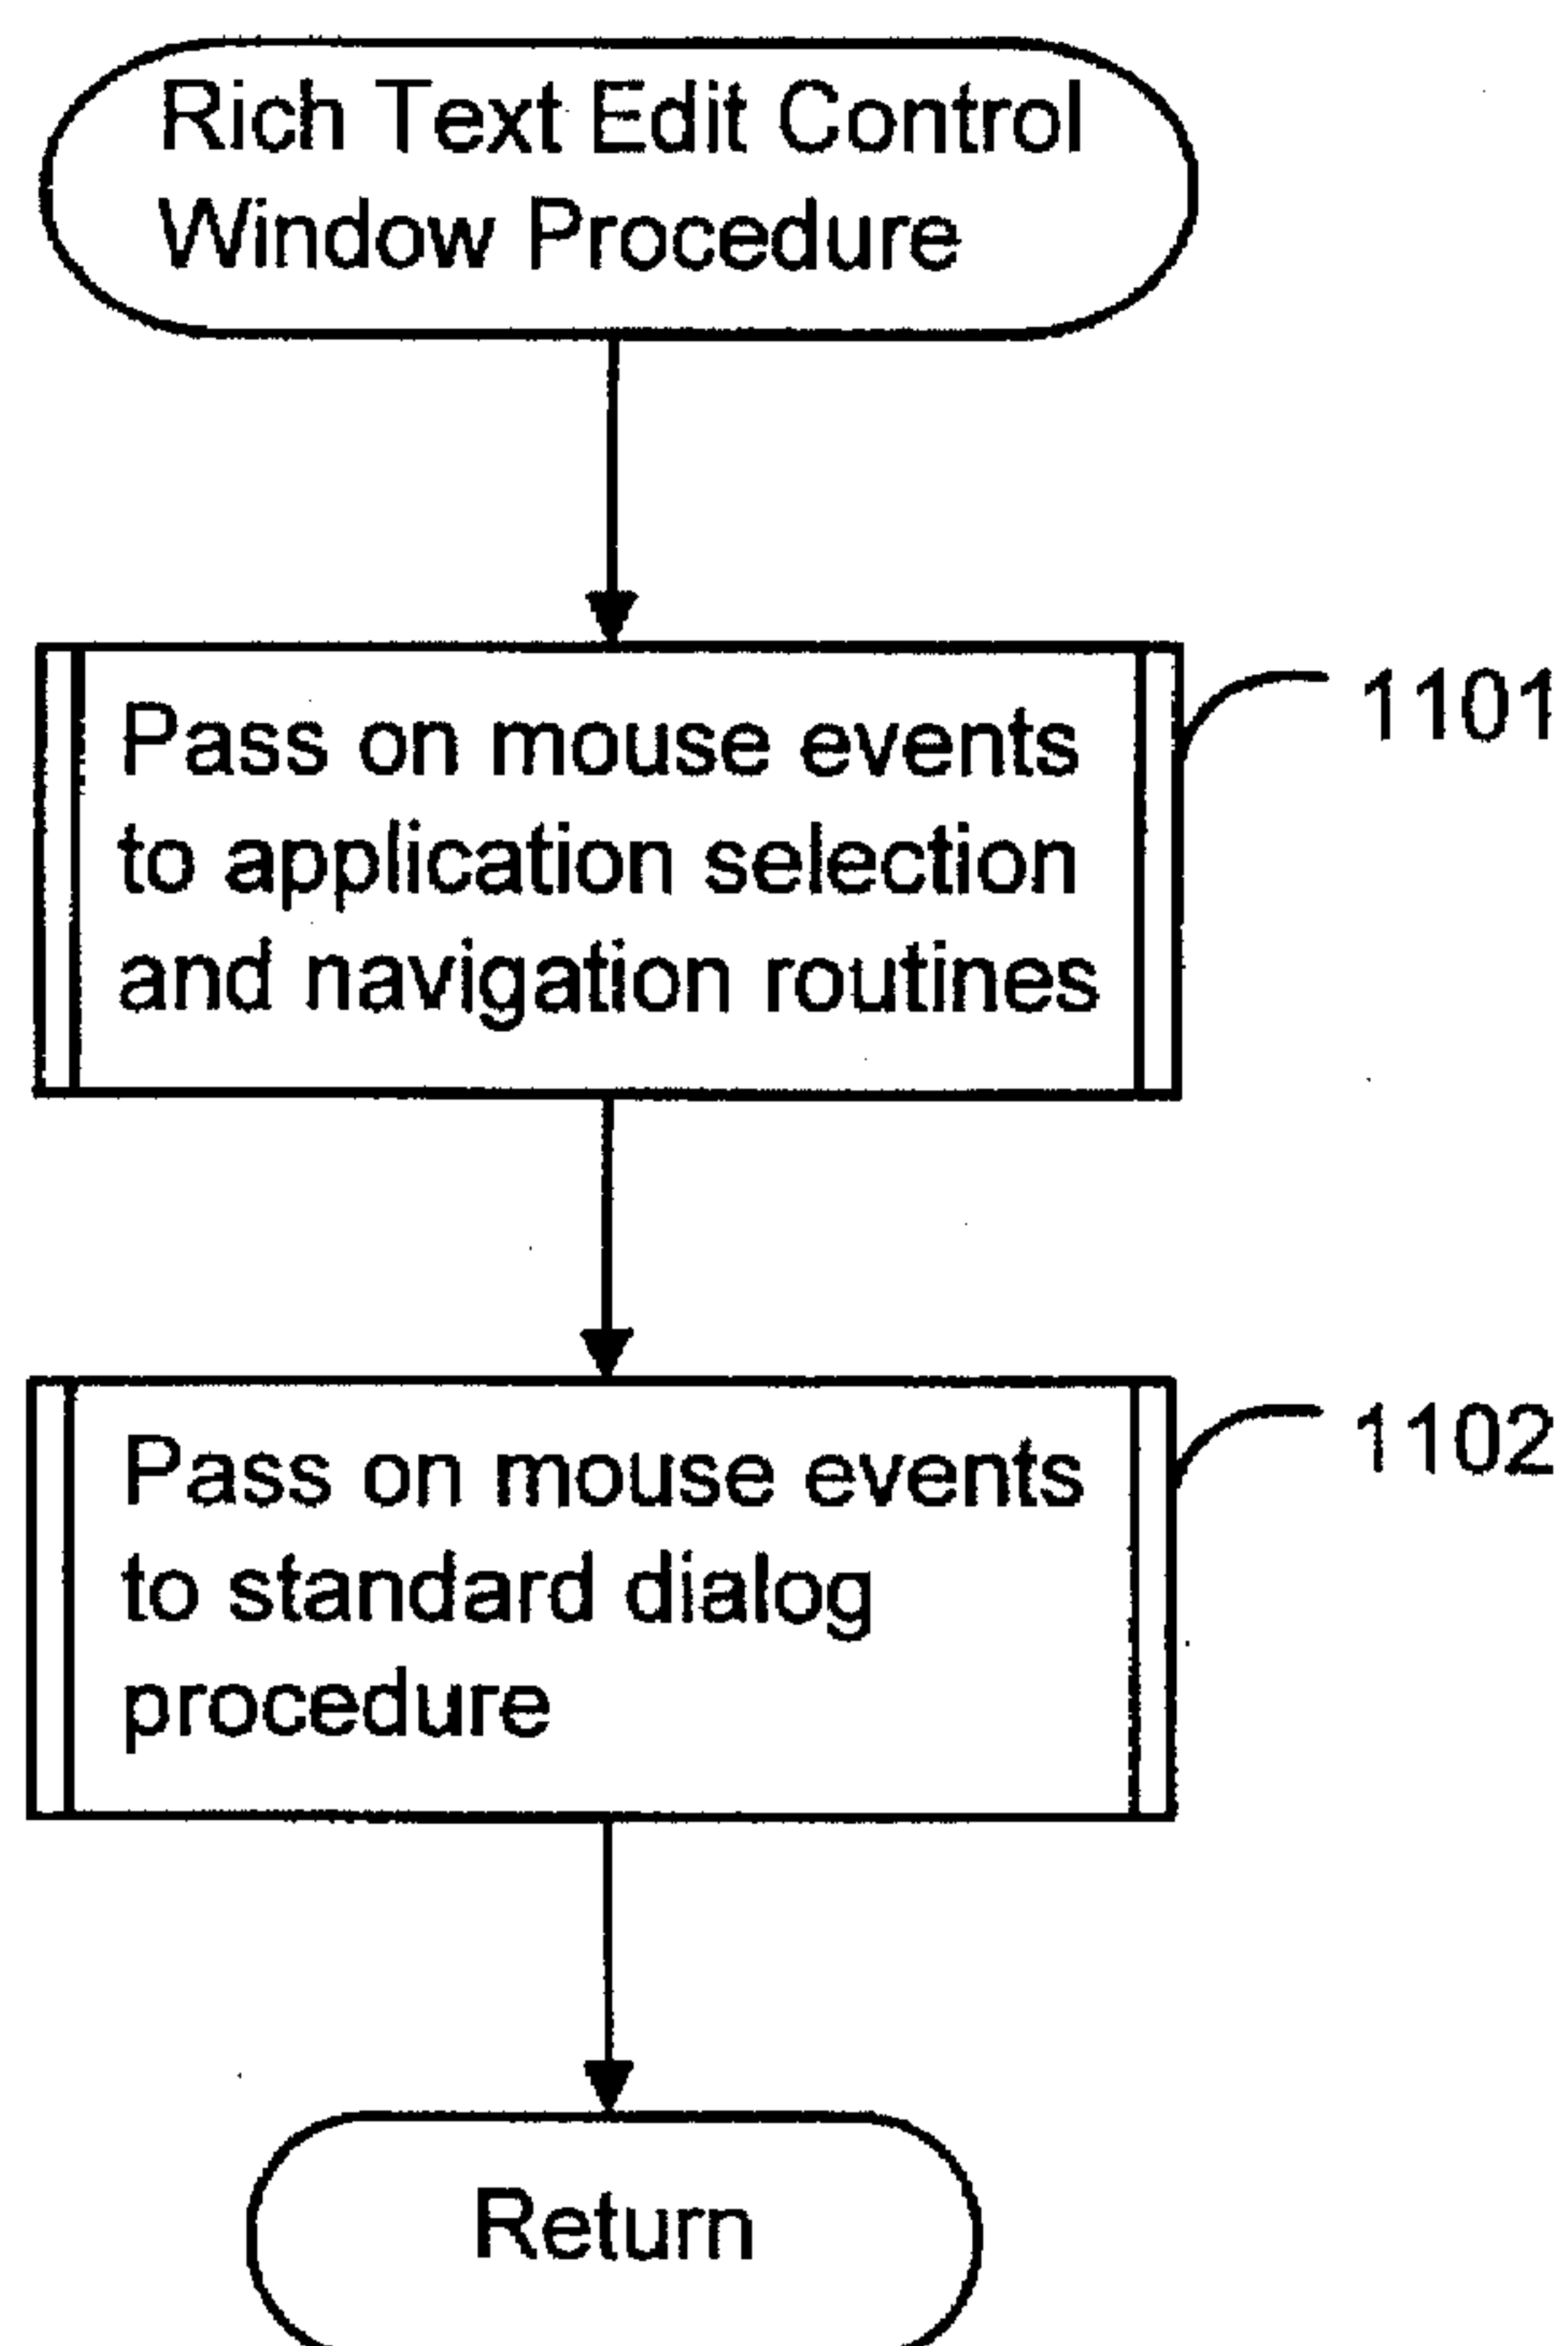 Rich Text Edit Control
Window Procedure
Pass on mouse events
to application selection
and navigation routines
1101
Pass on mouse events
to standard dialog
procedure
1102
Return